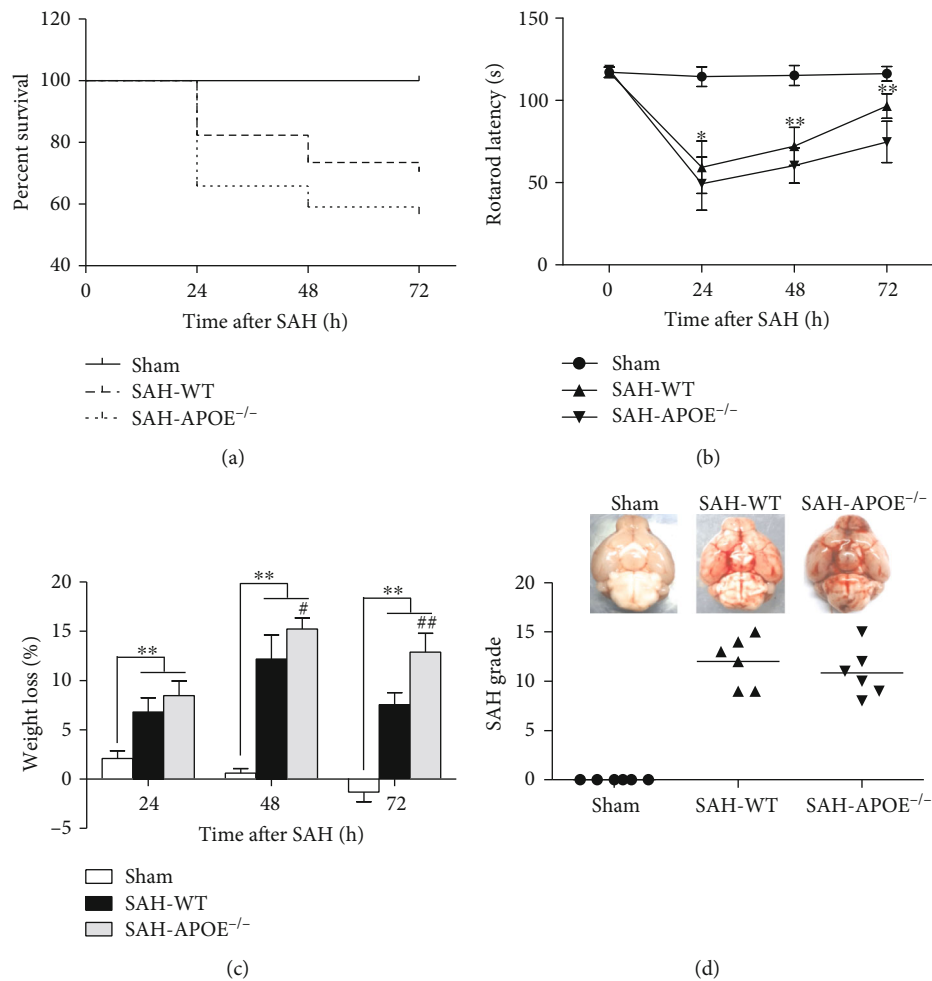 120
100
80
60
40
Percent survival
0
24
48
72
Time after SAH (h)
Sham
SAH-WT
SAH-APOE−/−
(a)
150
100
50
0
Rotarod latency (s)
*
**
**
0
24
48
72
Time after SAH (h)
Sham
SAH-WT
SAH-APOE−/−
(b)
20
15
10
5
0
−5
Weight loss (%)
**
**
#
**
##
24
48
72
Time after SAH (h)
Sham
SAH-WT
SAH-APOE−/−
(c)
Sham
SAH-WT
SAH-APOE−/−
20
15
10
5
0
SAH grade
Sham
SAH-WT
SAH-APOE−/−
(d)